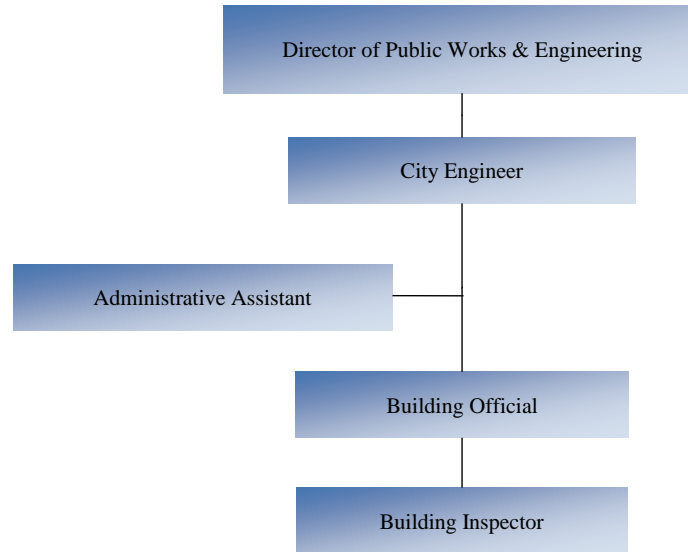 Director of Public Works & Engineering
City Engineer
Administrative Assistant
Building Official
Building Inspector